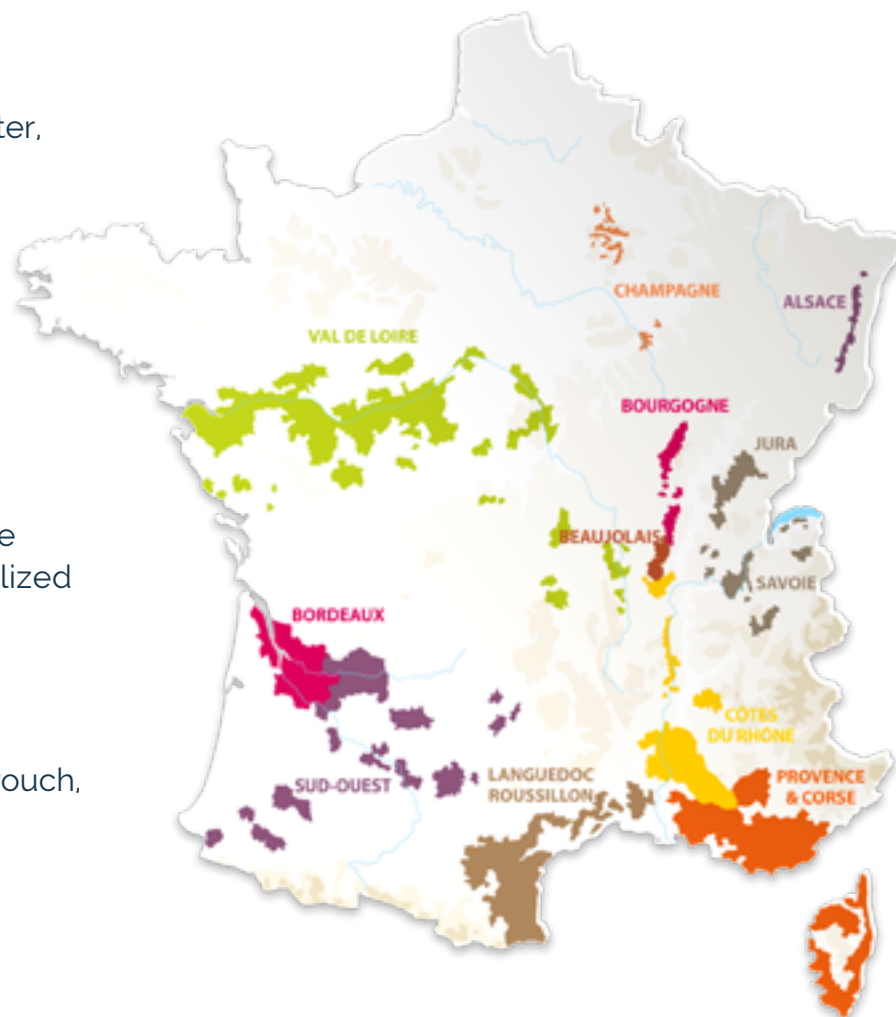 ter,
CHAMPAGNE
ALSACE
VAL DE LOIRE
BOURGOGNE
JURA
e
BEAUJOLAIS
lized
SAVOIE
BORDEAUX
CÔTES
DU RHÔNE
ouch,
SUD-OUEST
LANGUEDOC
ROUSSILLON
PROVENCE
& CORSE